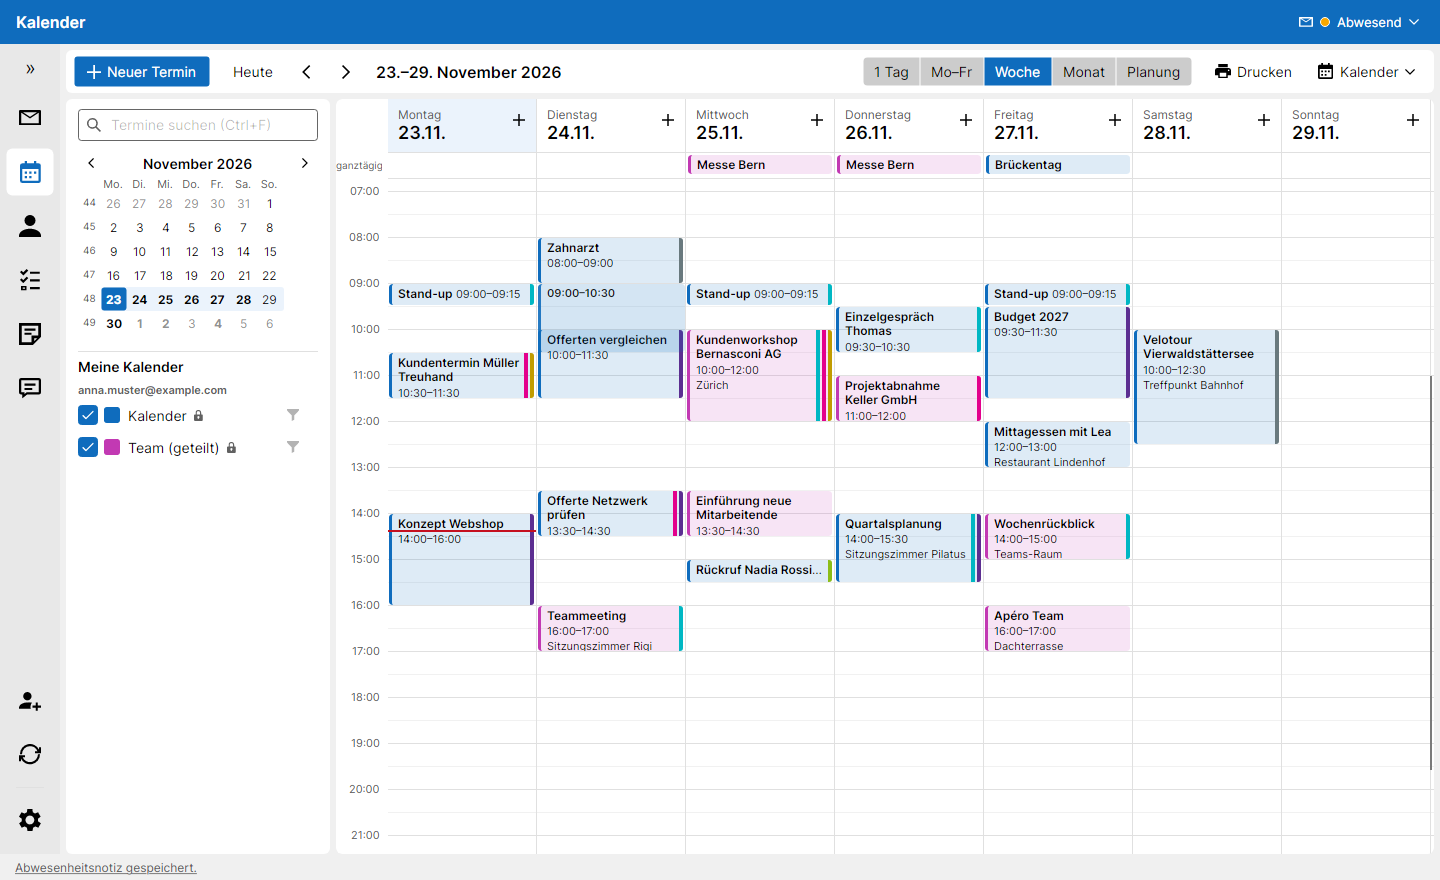 Kalender
Abwesend
Neuer Termin
Heute
23.–29. November 2026
1 Tag
Mo–Fr
Woche
Monat
Planung
Drucken
Kalender
Termine suchen (Ctrl+F)
November 2026
Mo. Di. Mi. Do. Fr. Sa. So.
44 26 27 28 29 30 31 1
45 2 3 4 5 6 7 8
46 9 10 11 12 13 14 15
47 16 17 18 19 20 21 22
48 23 24 25 26 27 28 29
49 30 1 2 3 4 5 6
Meine Kalender
anna.muster@example.com
Kalender
Team (geteilt)
Montag
23.11.
Dienstag
24.11.
Mittwoch
25.11.
Donnerstag
26.11.
Freitag
27.11.
Samstag
28.11.
Sonntag
29.11.
ganztägig
Messe Bern
Messe Bern
Brückentag
07:00
08:00
09:00
10:00
11:00
12:00
13:00
14:00
15:00
16:00
17:00
18:00
19:00
20:00
21:00
Stand-up 09:00–09:15
Kundentermin Müller
Treuhand
10:30–11:30
Konzept Webshop
14:00–16:00
Zahnarzt
08:00–09:00
09:00–10:30
Offerten vergleichen
10:00–11:30
Offerte Netzwerk
prüfen
13:30–14:30
Teammeeting
16:00–17:00
Sitzungszimmer Rigi
Stand-up 09:00–09:15
Kundenworkshop
Bernasconi AG
10:00–12:00
Zürich
Einführung neue
Mitarbeitende
13:30–14:30
Rückruf Nadia Rossi...
Einzelgespräch
Thomas
09:30–10:30
Projektabnahme
Keller GmbH
11:00–12:00
Quartalsplanung
14:00–15:30
Sitzungszimmer Pilatus
Stand-up 09:00–09:15
Budget 2027
09:30–11:30
Mittagessen mit Lea
12:00–13:00
Restaurant Lindenhof
Wochenrückblick
14:00–15:00
Teams-Raum
Apéro Team
16:00–17:00
Dachterrasse
Velotour
Vierwaldstättersee
10:00–12:30
Treffpunkt Bahnhof
Abwesenheitsnotiz gespeichert.